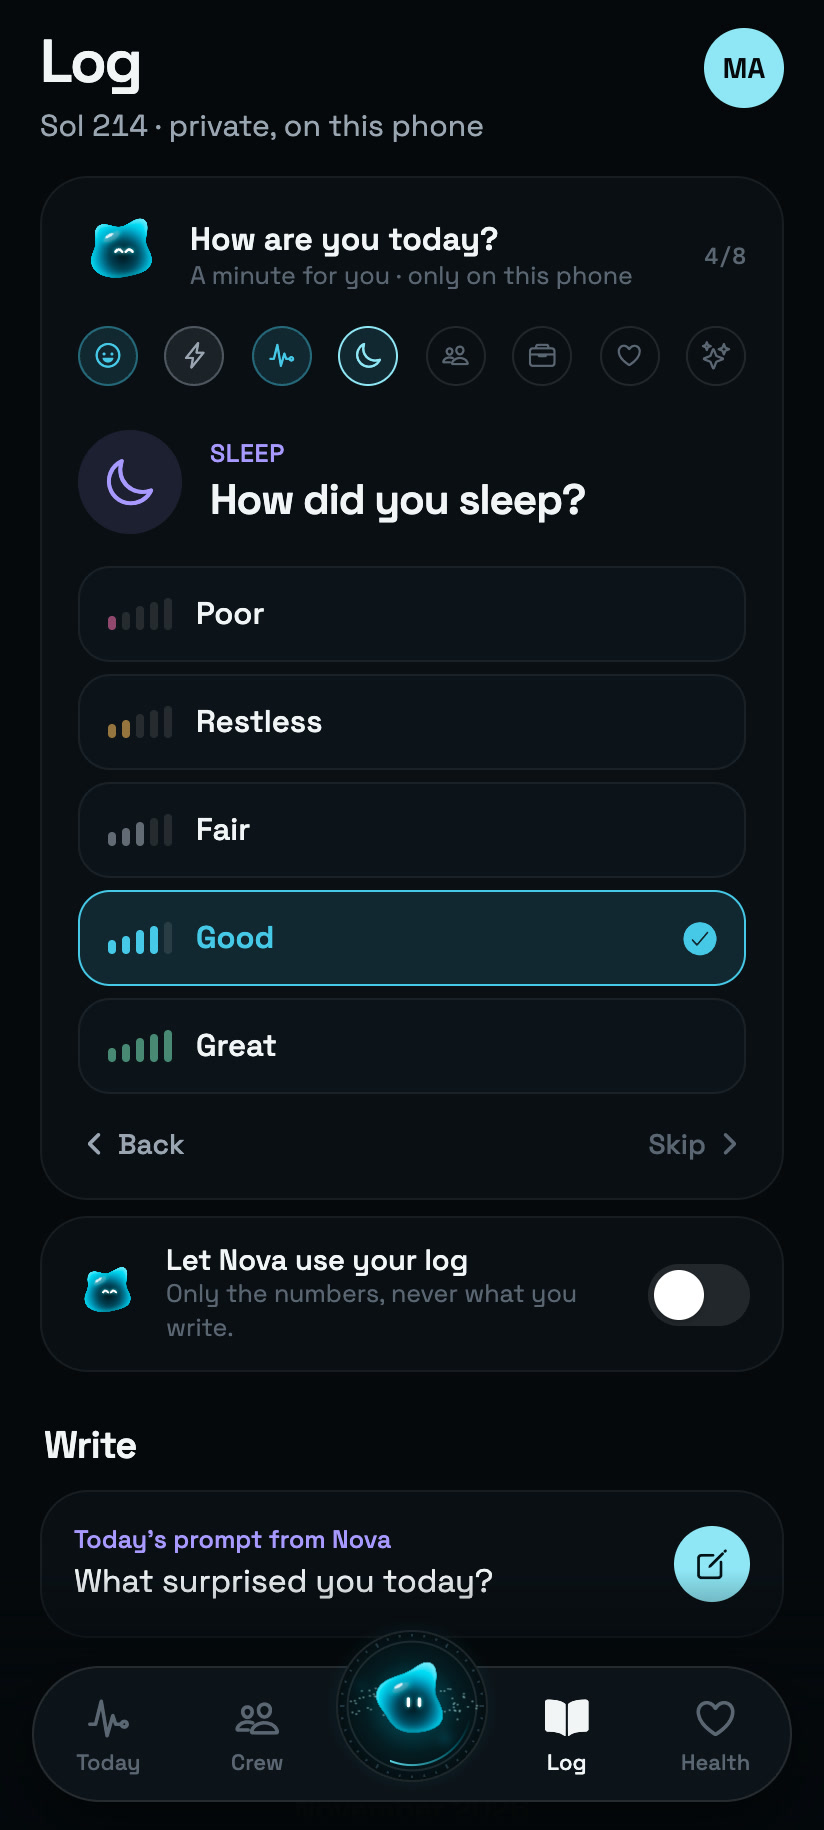 Log
MA
Sol 214 · private, on this phone
How are you today?
A minute for you · only on this phone
4/8
SLEEP
How did you sleep?
Poor
Restless
Fair
Good
Great
Back
Skip
Let Nova use your log
Only the numbers, never what you
write.
Write
Today's prompt from Nova
What surprised you today?
Today
Crew
Log
Health